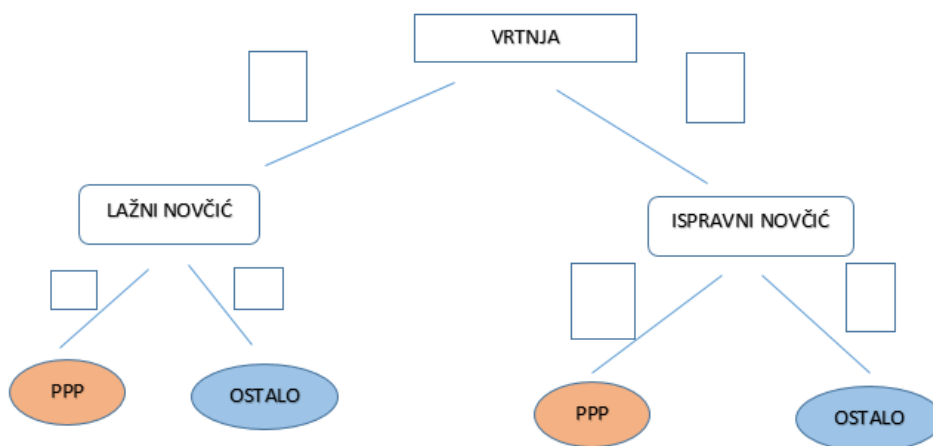 VRTNJA
LAŽNI NOVČIĆ
ISPRAVNI NOVČIĆ
PPP
OSTALO
PPP
OSTALO